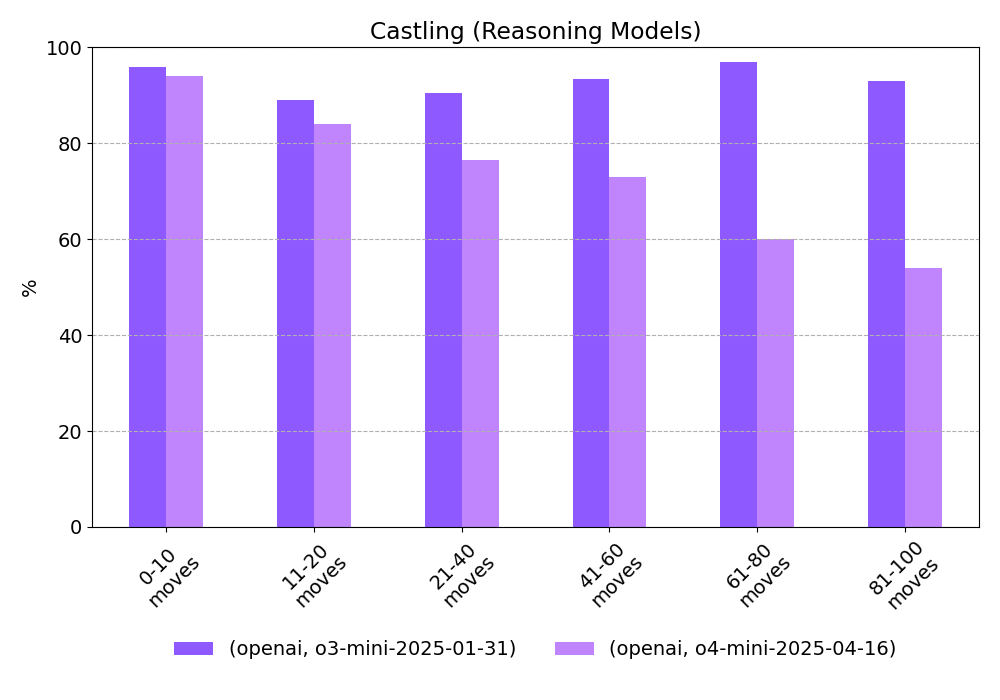 Castling (Reasoning Models)
100
80
60
40
20
0
%
0-10
moves
11-20
moves
21-40
moves
41-60
moves
61-80
moves
81-100
moves
(openai, o3-mini-2025-01-31)
(openai, o4-mini-2025-04-16)